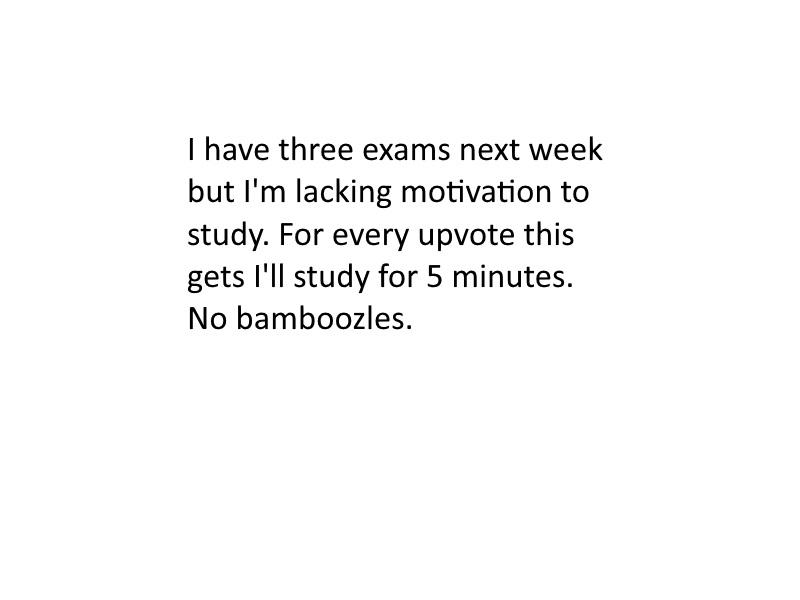 I have three exams next week
but I'm lacking motivation to
study. For every upvote this
gets I'll study for 5 minutes.
No bamboozles.